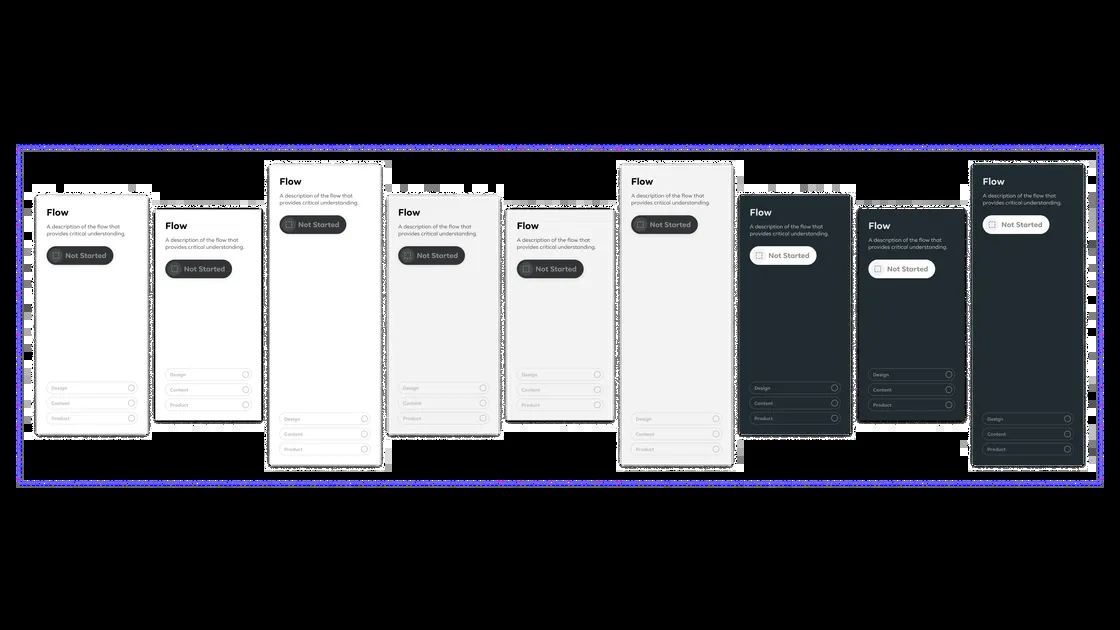 Flow
A description of the flow that
provides critical understanding.
Not Started
Design
Content
Product
Flow
A description of the flow that
provides critical understanding.
Not Started
Design
Content
Product
Flow
A description of the flow that
provides critical understanding.
Not Started
Design
Content
Product
Flow
A description of the flow that
provides critical understanding.
Not Started
Design
Content
Product
Flow
A description of the flow that
provides critical understanding.
Not Started
Design
Content
Product
Flow
A description of the flow that
provides critical understanding.
Not Started
Design
Content
Product
Flow
A description of the flow that
provides critical understanding.
Not Started
Design
Content
Product
Flow
A description of the flow that
provides critical understanding.
Not Started
Design
Content
Product
Flow
A description of the flow that
provides critical understanding.
Not Started
Design
Content
Product